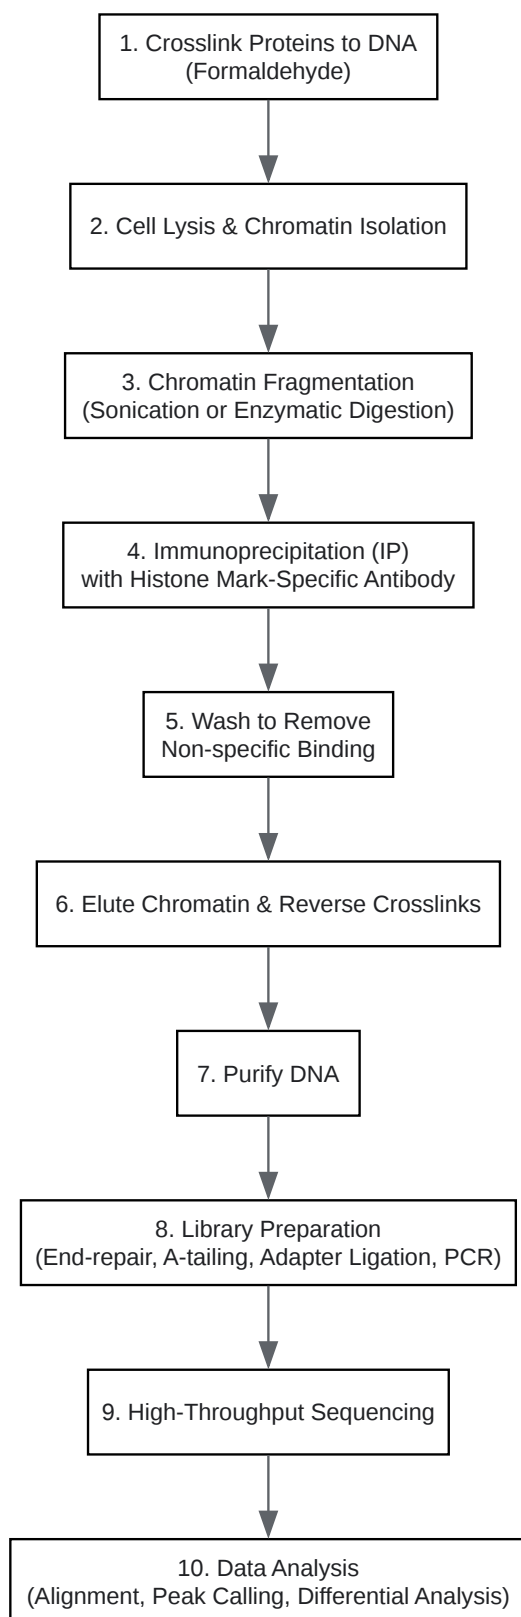 1. Crosslink Proteins to DNA
(Formaldehyde)
2. Cell Lysis & Chromatin Isolation
3. Chromatin Fragmentation
(Sonication or Enzymatic Digestion)
4. Immunoprecipitation (IP)
with Histone Mark-Specific Antibody
5. Wash to Remove
Non-specific Binding
6. Elute Chromatin & Reverse Crosslinks
7. Purify DNA
8. Library Preparation
(End-repair, A-tailing, Adapter Ligation, PCR)
9. High-Throughput Sequencing
10. Data Analysis
(Alignment, Peak Calling, Differential Analysis)